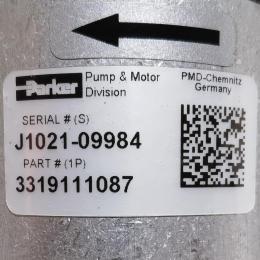 Parker Pump & Motor Division
PMD-Chemnitz
Germany
SERIAL # (S)
J1021-09984
PART # (1P)
3319111087